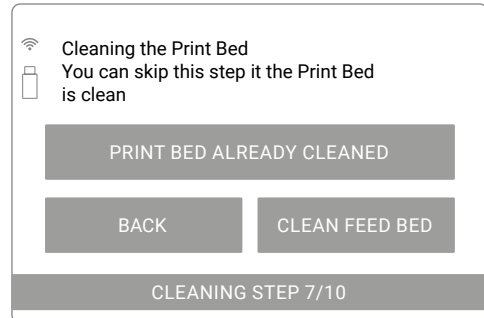 Cleaning the Print Bed
You can skip this step it the Print Bed
is clean
PRINT BED ALREADY CLEANED
BACK
CLEAN FEED BED
CLEANING STEP 7/10